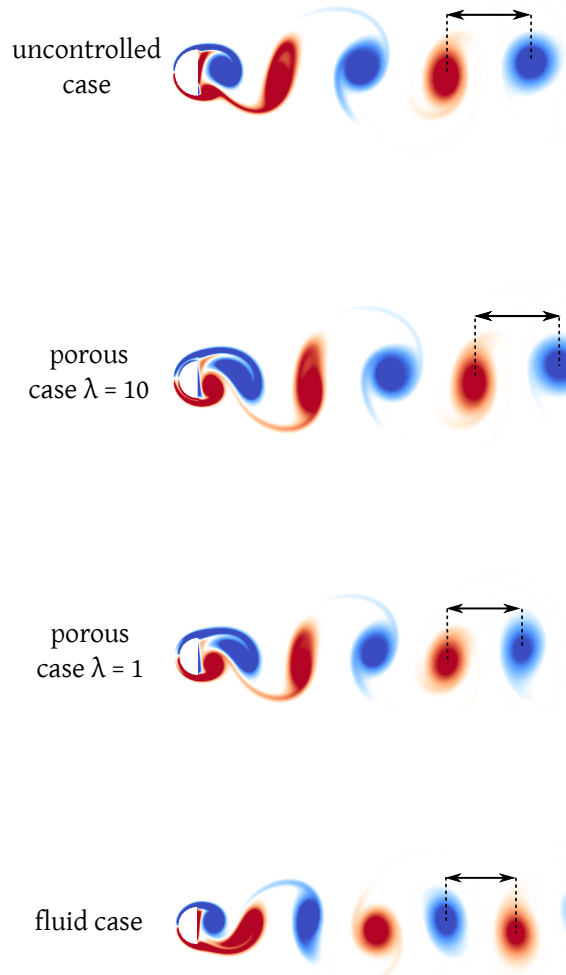 uncontrolled
case
porous
case λ = 10
porous
case λ = 1
fluid case